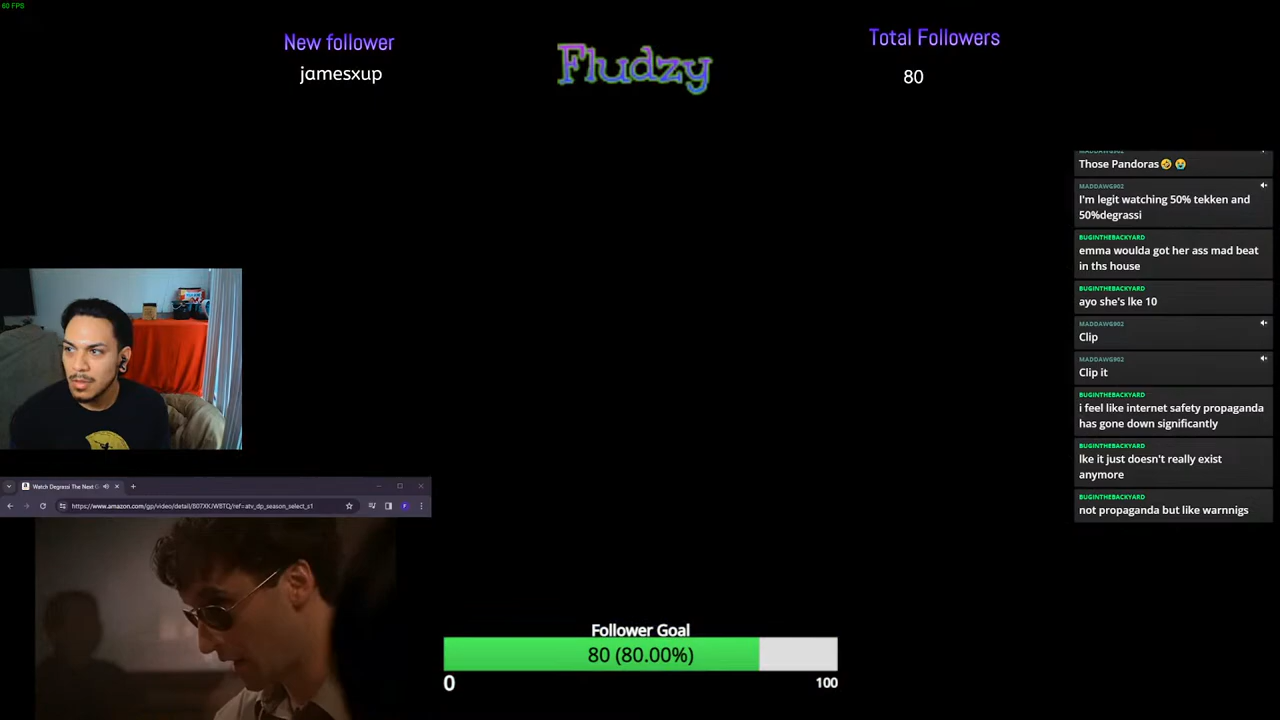 60 FPS
New follower
jamesxup
Fludzy
Total Followers
80
MADDAWG902
Those Pandoras🤣 😭
MADDAWG902
I'm legit watching 50% tekken and
50%degrassi
BUGINTHEBACKYARD
emma woulda got her ass mad beat
in ths house
BUGINTHEBACKYARD
ayo she's lke 10
MADDAWG902
Clip
MADDAWG902
Clip it
BUGINTHEBACKYARD
i feel like internet safety propaganda
has gone down significantly
BUGINTHEBACKYARD
lke it just doesn't really exist
anymore
BUGINTHEBACKYARD
not propaganda but like warnnigs
Watch Degrassi The Next G
https://www.amazon.com/gp/video/detail/B07XKJWBTQ/ref=atv_dp_season_select_s1
Follower Goal
80 (80.00%)
0
100